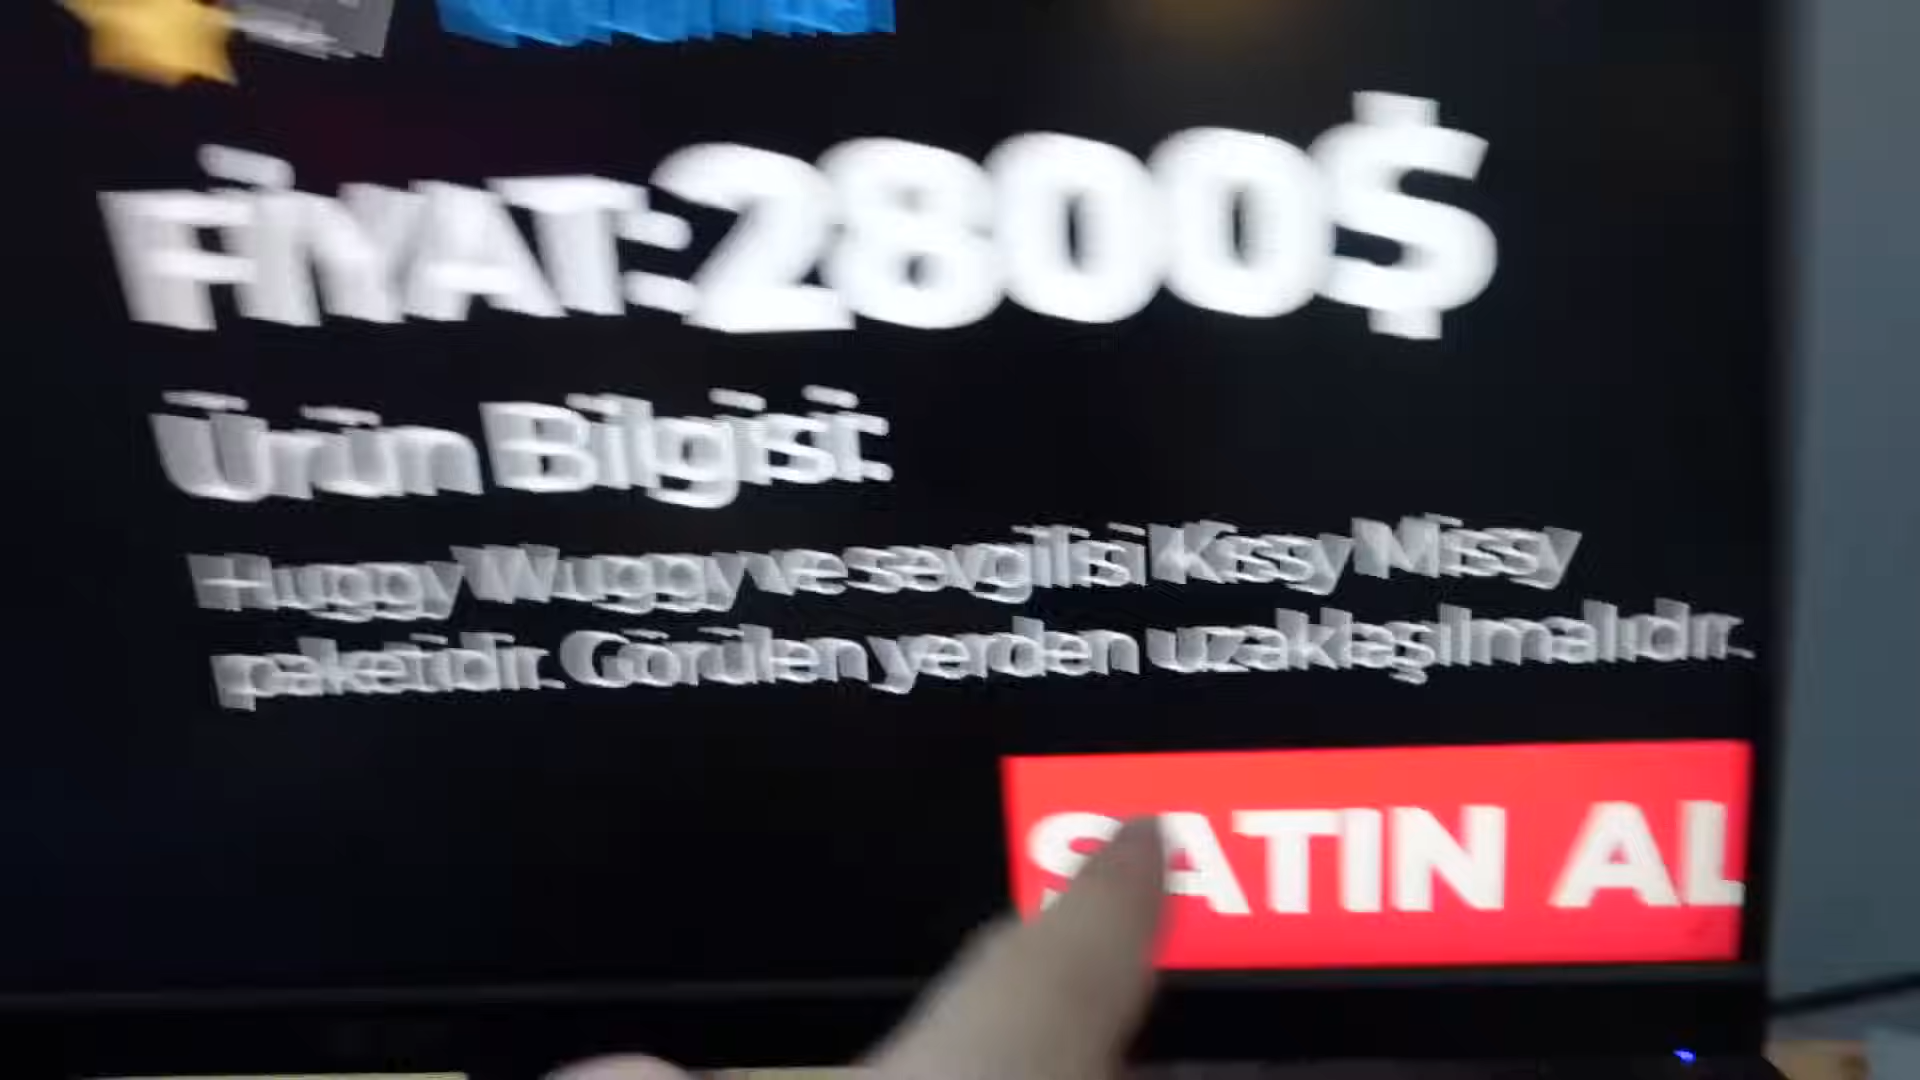 FİYAT: 2800$
Ürün Bilgisi:
Huggy Wuggy ve sevgilisi Kissy Missy
paketidir. Görülen yerden uzaklaşılmalıdır.
SATIN AL